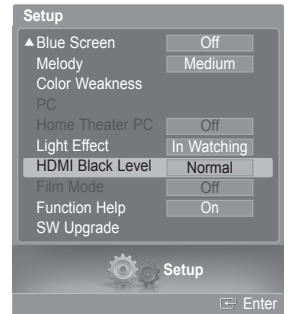 Setup
▲Blue Screen Off
Melody Medium
Color Weakness
PC
Home Theater PC Off
Light Effect In Watching
HDMI Black Level Normal
Film Mode Off
Function Help On
SW Upgrade
Setup
Enter